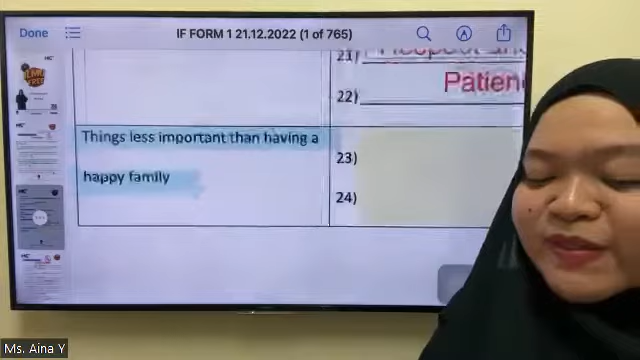 Done
IF FORM 1 21.12.2022 (1 of 765)
21)
Patien
22)
Things less important than having a
happy family
23)
24)
Ms. Aina Y